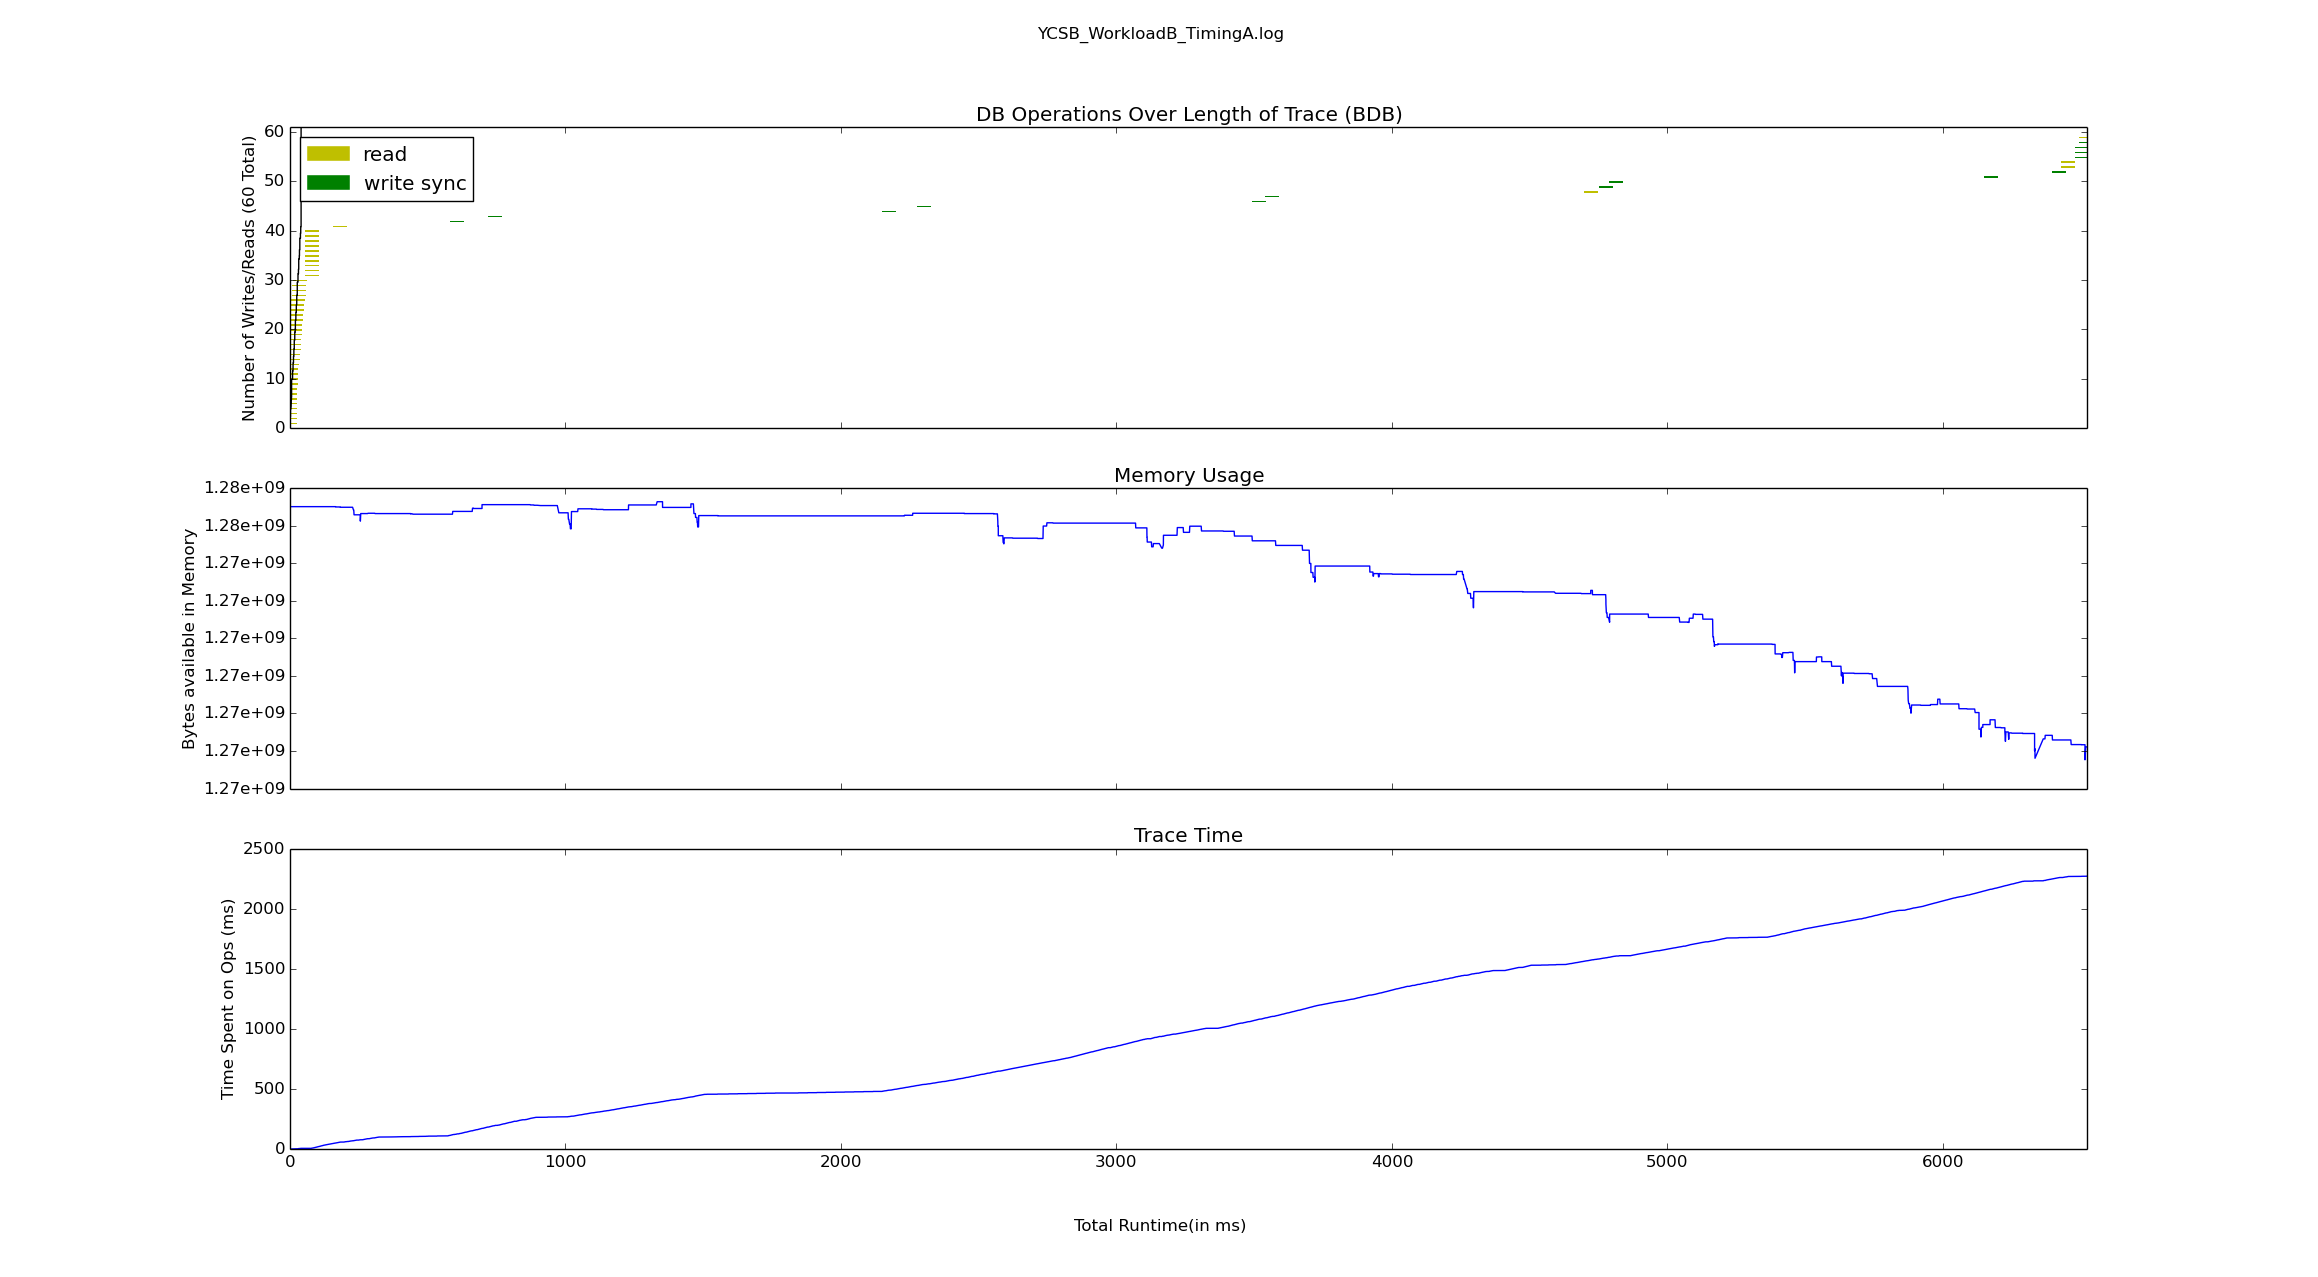 YCSB_WorkloadB_TimingA.log
DB Operations Over Length of Trace (BDB)
Number of Writes/Reads (60 Total)
60
50
40
30
20
10
0
read
write sync
Memory Usage
Bytes available in Memory
1.28e+09
1.28e+09
1.27e+09
1.27e+09
1.27e+09
1.27e+09
1.27e+09
1.27e+09
1.27e+09
Trace Time
Time Spent on Ops (ms)
2500
2000
1500
1000
500
0
0 1000 2000 3000 4000 5000 6000
Total Runtime(in ms)